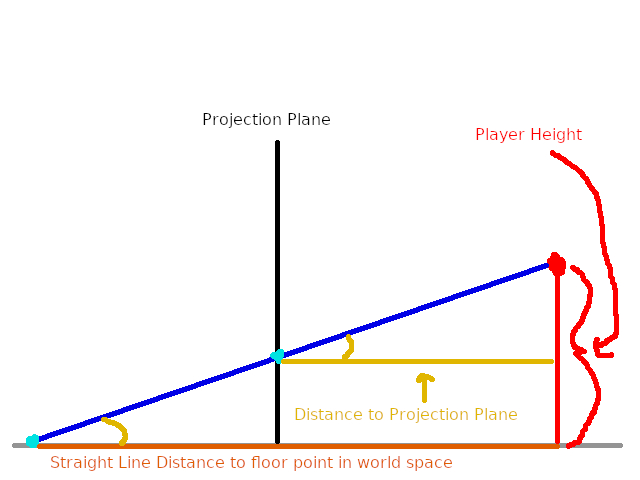 Projection Plane
Player Height
Distance to Projection Plane
Straight Line Distance to floor point in world space